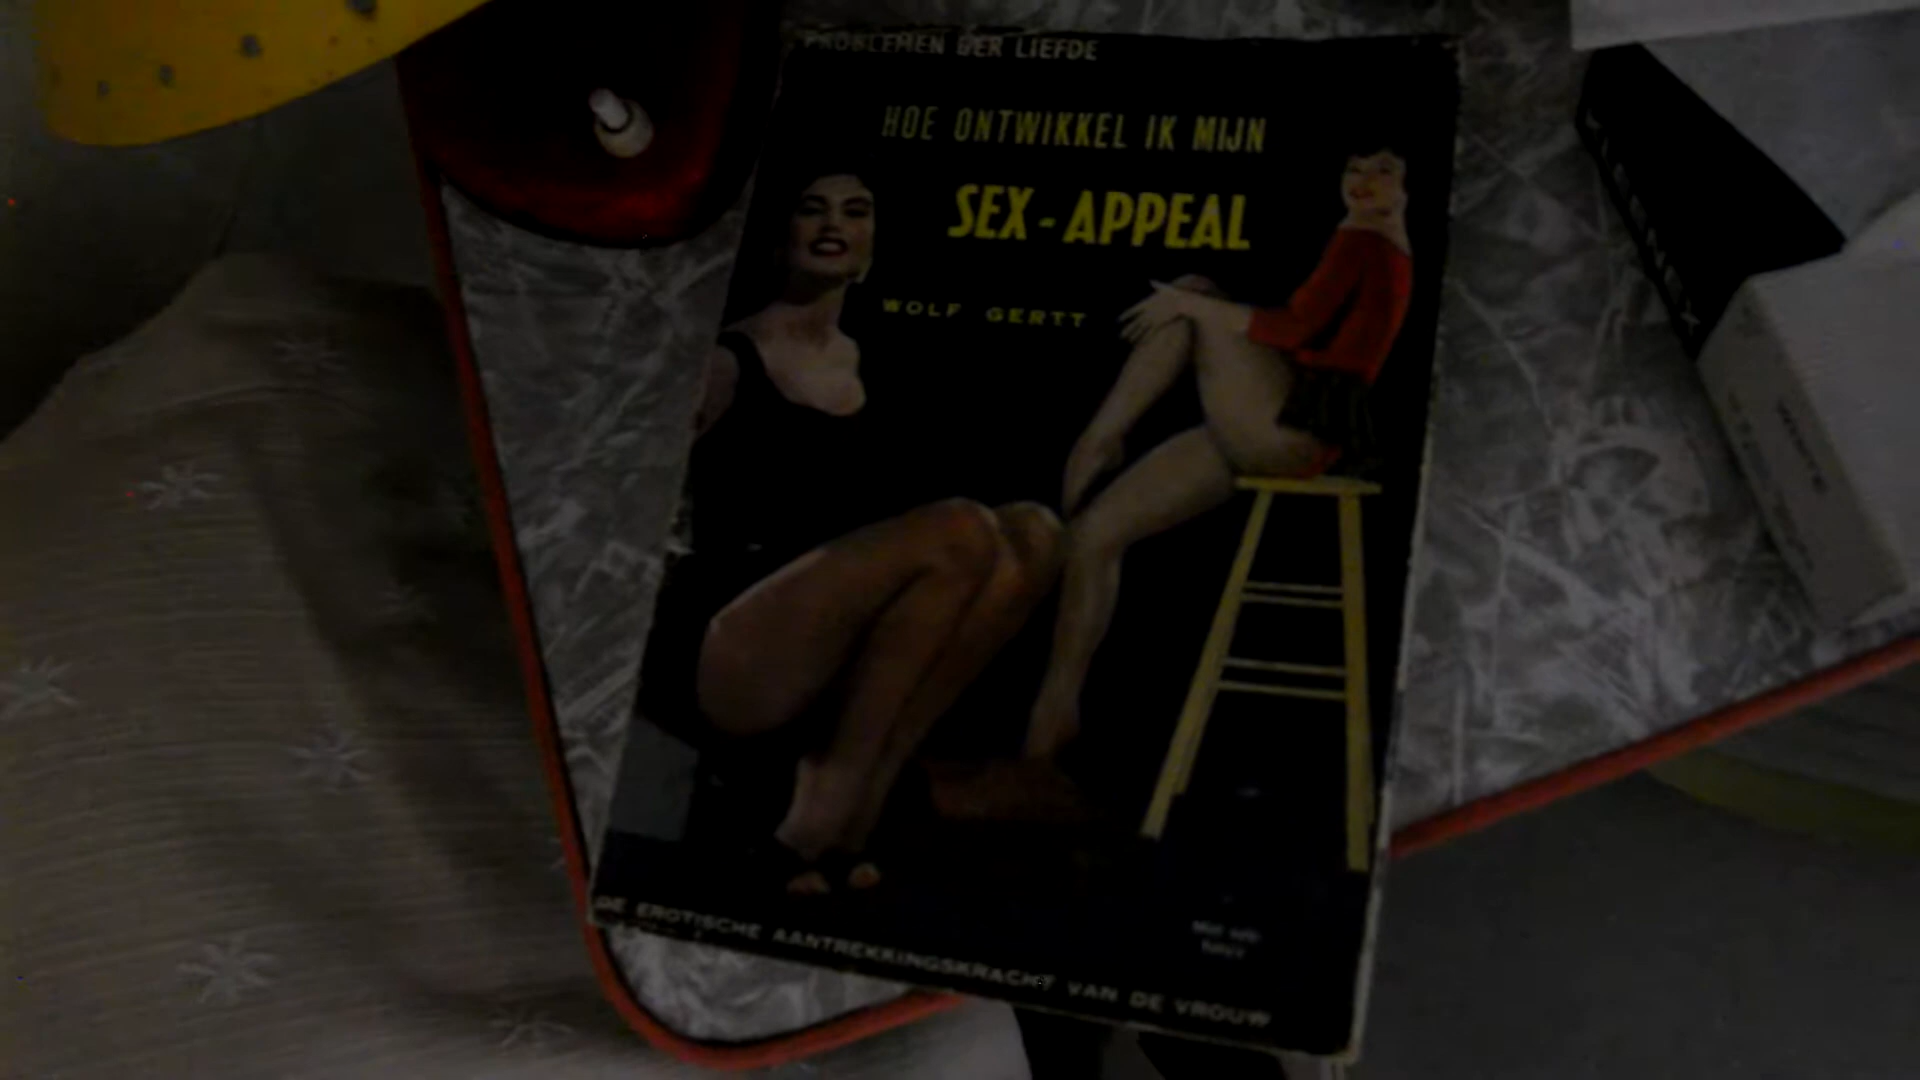 PROBLEMEN DER LIEFDE
HOE ONTWIKKEL IK MIJN
SEX-APPEAL
WOLF GERTT
DE EROTISCHE AANTREKKINGSKRACHT VAN DE VROUW